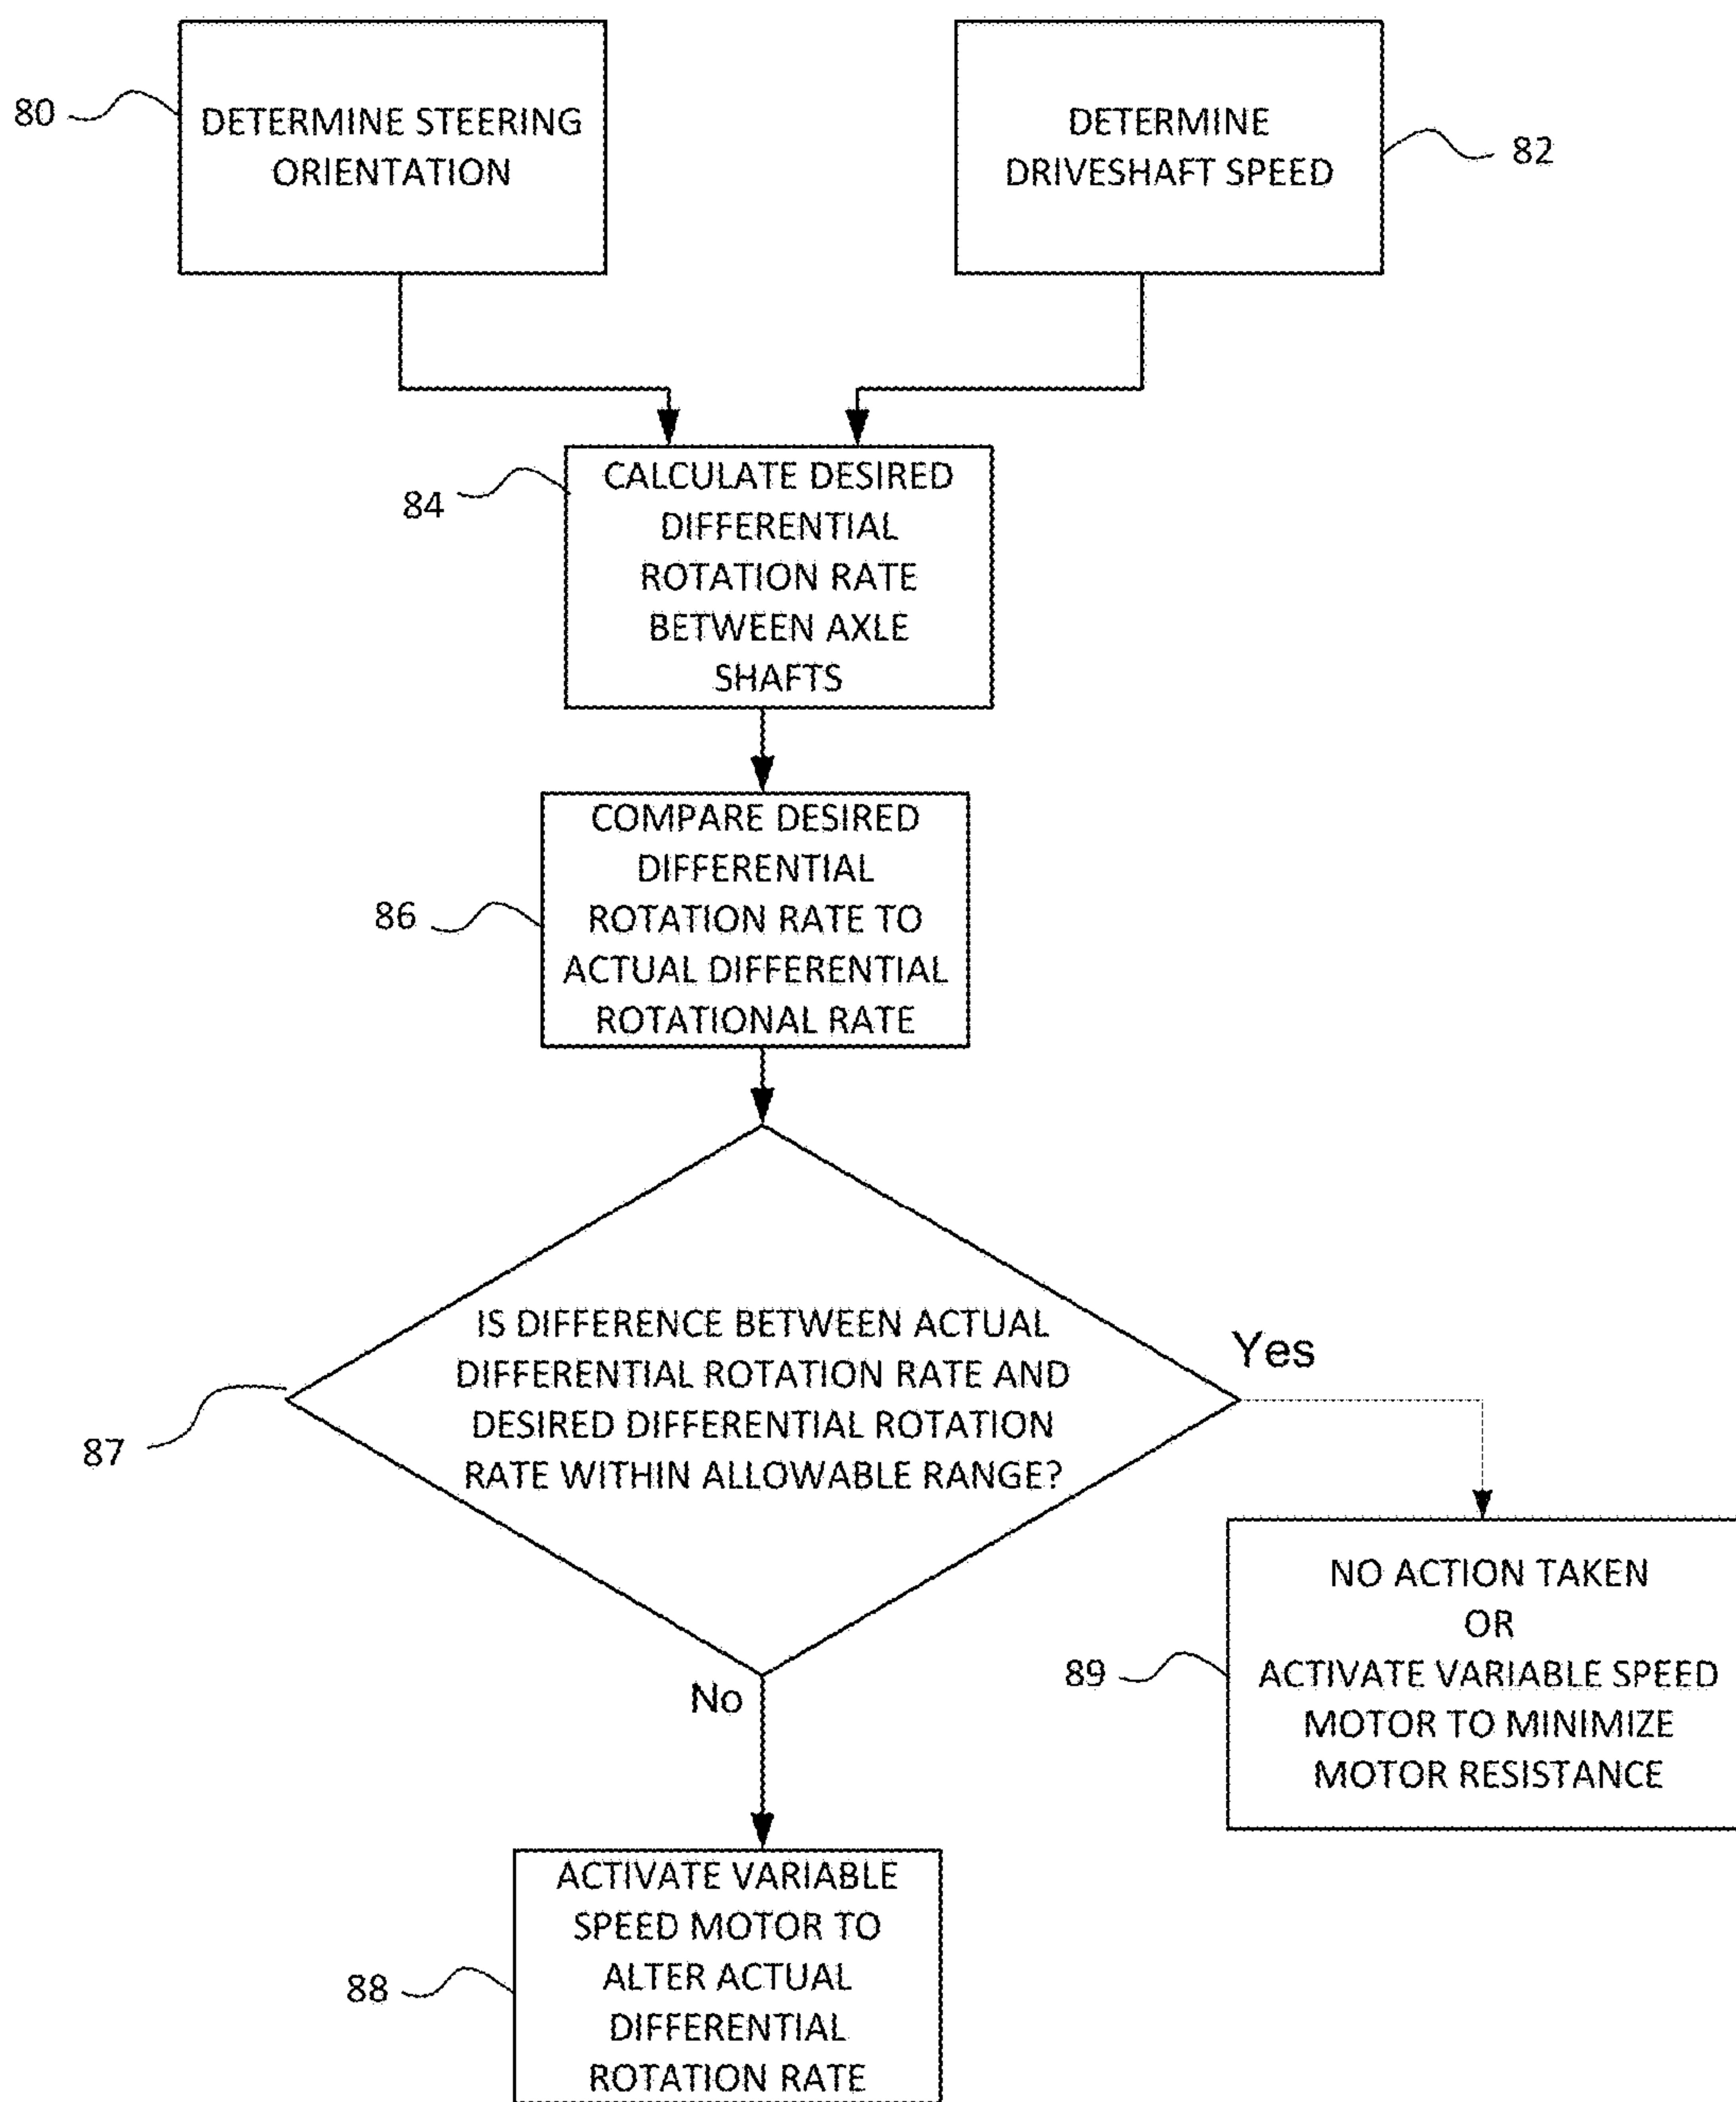 80
DETERMINE STEERING
ORIENTATION
DETERMINE
DRIVESHAFT SPEED
82
84
CALCULATE DESIRED
DIFFERENTIAL
ROTATION RATE
BETWEEN AXLE
SHAFTS
86
COMPARE DESIRED
DIFFERENTIAL
ROTATION RATE TO
ACTUAL DIFFERENTIAL
ROTATIONAL RATE
87
IS DIFFERENCE BETWEEN ACTUAL
DIFFERENTIAL ROTATION RATE AND
DESIRED DIFFERENTIAL ROTATION
RATE WITHIN ALLOWABLE RANGE?
Yes
89
NO ACTION TAKEN
OR
ACTIVATE VARIABLE SPEED
MOTOR TO MINIMIZE
MOTOR RESISTANCE
No
88
ACTIVATE VARIABLE
SPEED MOTOR TO
ALTER ACTUAL
DIFFERENTIAL
ROTATION RATE